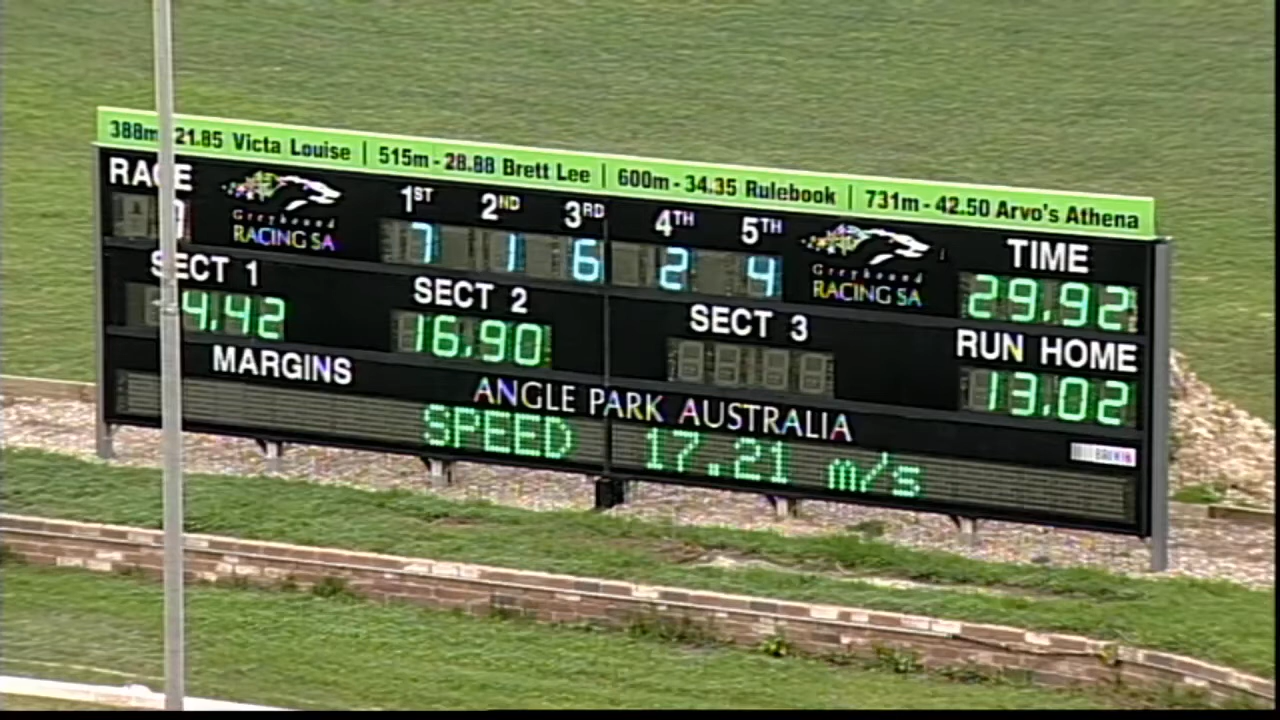 388m - 21.85 Victa Louise | 515m - 28.88 Brett Lee | 600m - 34.35 Rulebook | 731m - 42.50 Arvo's Athena
RACE 1ST 2ND 3RD 4TH 5TH TIME
Greyhound RACING SA 7 1 6 2 4 Greyhound RACING SA 29.92
SECT 1 SECT 2 SECT 3 RUN HOME
4.42 16.90 13.02
MARGINS ANGLE PARK AUSTRALIA
SPEED 17.21 m/s